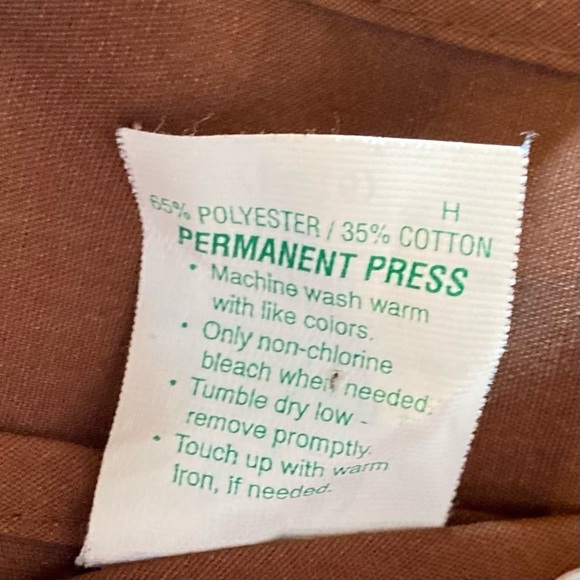 H
65% POLYESTER / 35% COTTON
PERMANENT PRESS
• Machine wash warm
with like colors.
• Only non-chlorine
bleach when needed.
• Tumble dry low -
remove promptly.
• Touch up with warm
Iron, if needed.